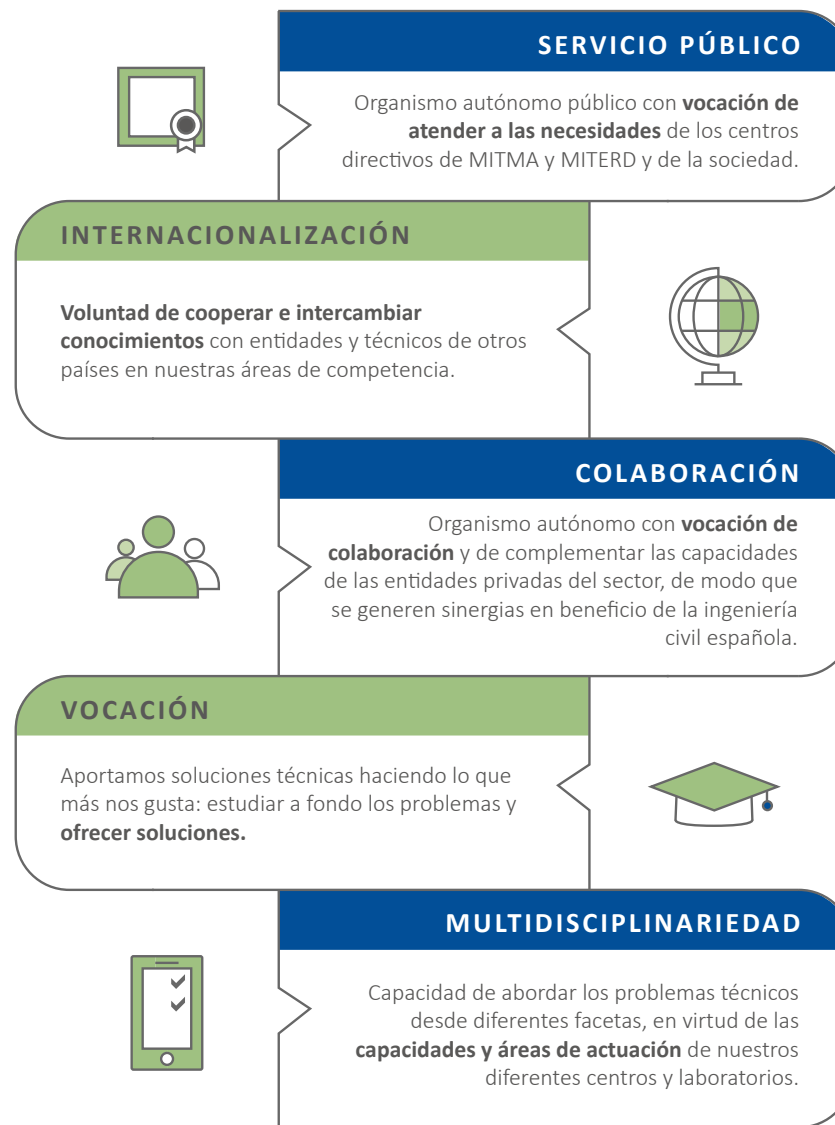 SERVICIO PÚBLICO
Organismo autónomo público con vocación de
atender a las necesidades de los centros
directivos de MITMA y MITERD y de la sociedad.
INTERNACIONALIZACIÓN
Voluntad de cooperar e intercambiar
conocimientos con entidades y técnicos de otros
países en nuestras áreas de competencia.
COLABORACIÓN
Organismo autónomo con vocación de
colaboración y de complementar las capacidades
de las entidades privadas del sector, de modo que
se generen sinergias en beneficio de la ingeniería
civil española.
VOCACIÓN
Aportamos soluciones técnicas haciendo lo que
más nos gusta: estudiar a fondo los problemas y
ofrecer soluciones.
MULTIDISCIPLINARIEDAD
Capacidad de abordar los problemas técnicos
desde diferentes facetas, en virtud de las
capacidades y áreas de actuación de nuestros
diferentes centros y laboratorios.